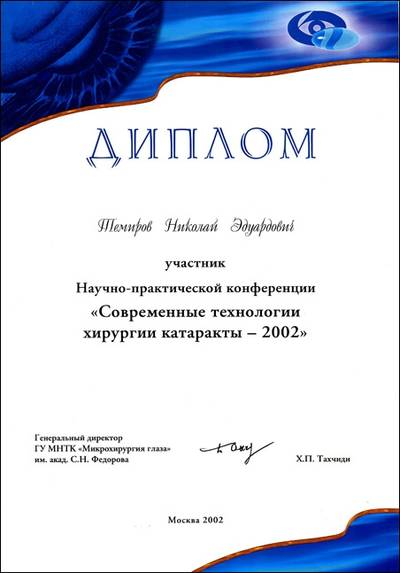 ДИПЛОМ
Темиров Николай Эдуардович
участник
Научно-практической конференции
«Современные технологии
хирургии катаракты – 2002»
Генеральный директор
ГУ МНТК «Микрохирургия глаза»
им. акад. С.Н. Федорова
Х.П. Тахчиди
Москва 2002